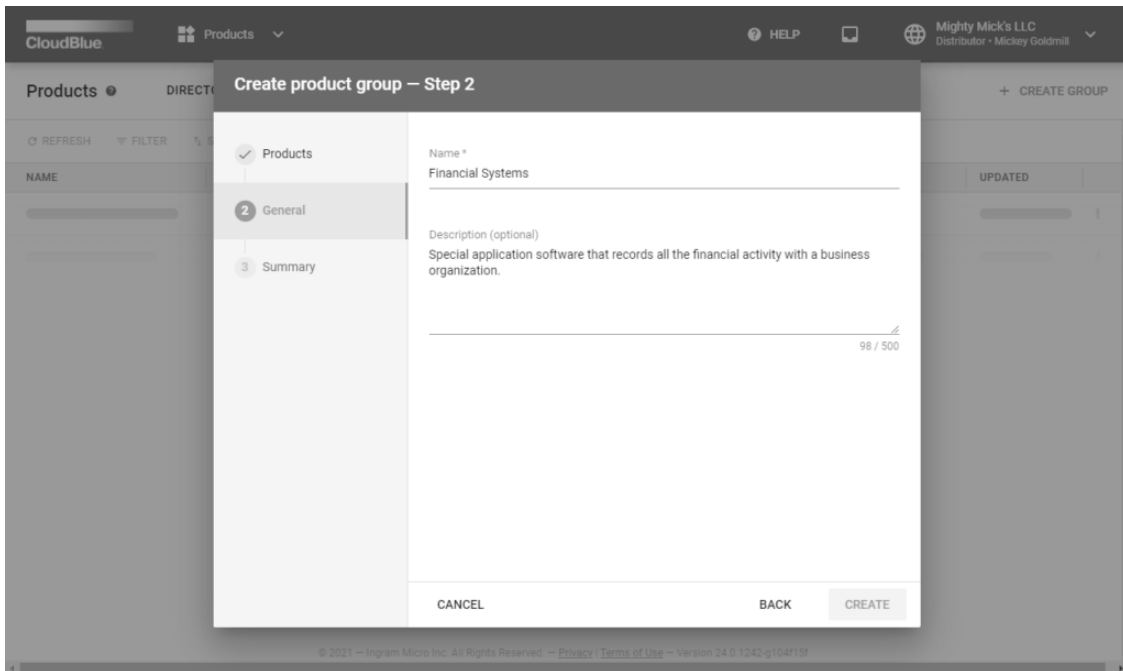 CloudBlue
Products
HELP
Mighty Mick's LLC
Distributor • Mickey Goldmill
Products
DIRECT
+ CREATE GROUP
Create product group — Step 2
REFRESH
FILTER
S
NAME
UPDATED
Products
2 General
3 Summary
Name *
Financial Systems
Description (optional)
Special application software that records all the financial activity with a business
organization.
98 / 500
CANCEL
BACK
CREATE
© 2021 — Ingram Micro Inc. All Rights Reserved. — Privacy | Terms of Use — Version 24.0.1242-g104f15f